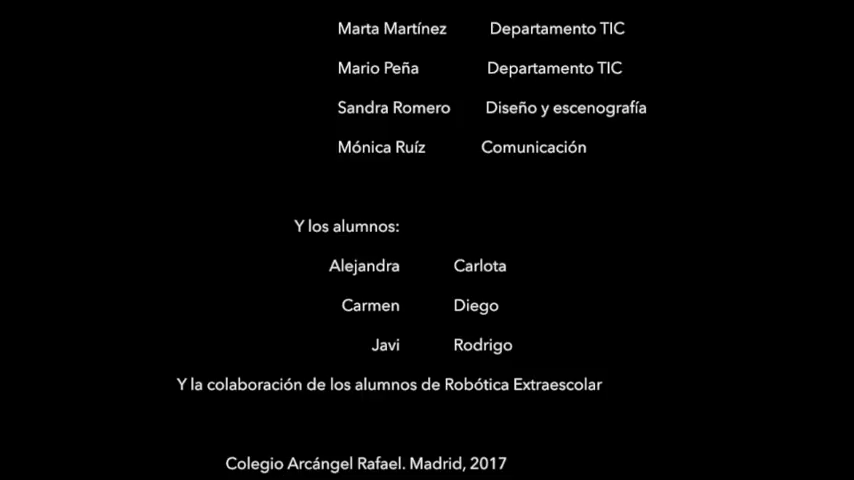 Marta Martínez Departamento TIC
Mario Peña Departamento TIC
Sandra Romero Diseño y escenografía
Mónica Ruíz Comunicación
Y los alumnos:
Alejandra Carlota
Carmen Diego
Javi Rodrigo
Y la colaboración de los alumnos de Robótica Extraescolar
Colegio Arcángel Rafael. Madrid, 2017